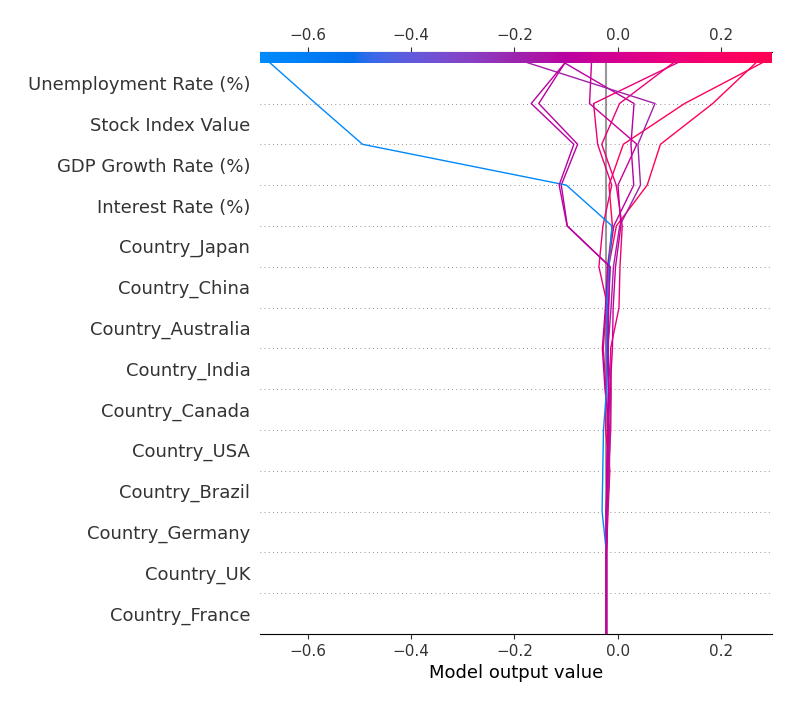 −0.6 −0.4 −0.2 0.0 0.2
Unemployment Rate (%)
Stock Index Value
GDP Growth Rate (%)
Interest Rate (%)
Country_Japan
Country_China
Country_Australia
Country_India
Country_Canada
Country_USA
Country_Brazil
Country_Germany
Country_UK
Country_France
−0.6 −0.4 −0.2 0.0 0.2
Model output value